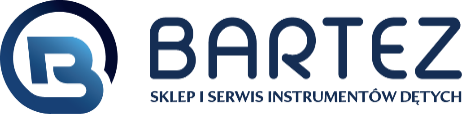 B
BARTEZ
SKLEP I SERWIS INSTRUMENTÓW DĘTYCH